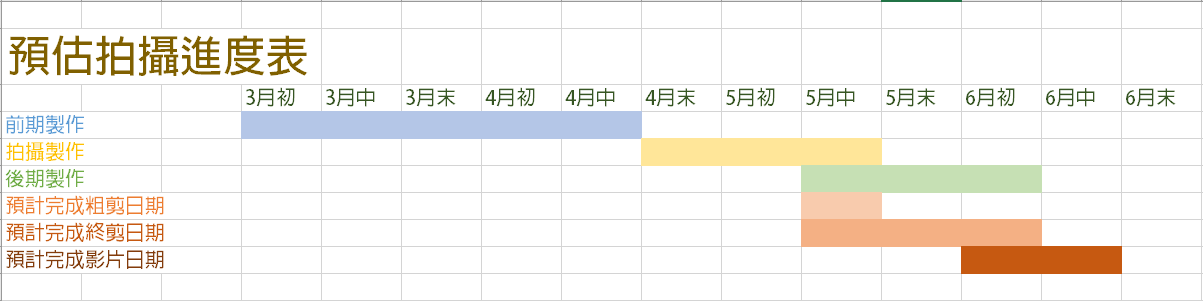 預估拍攝進度表
3月初 3月中 3月末 4月初 4月中 4月末 5月初 5月中 5月末 6月初 6月中 6月末
前期製作
拍攝製作
後期製作
預計完成粗剪日期
預計完成終剪日期
預計完成影片日期